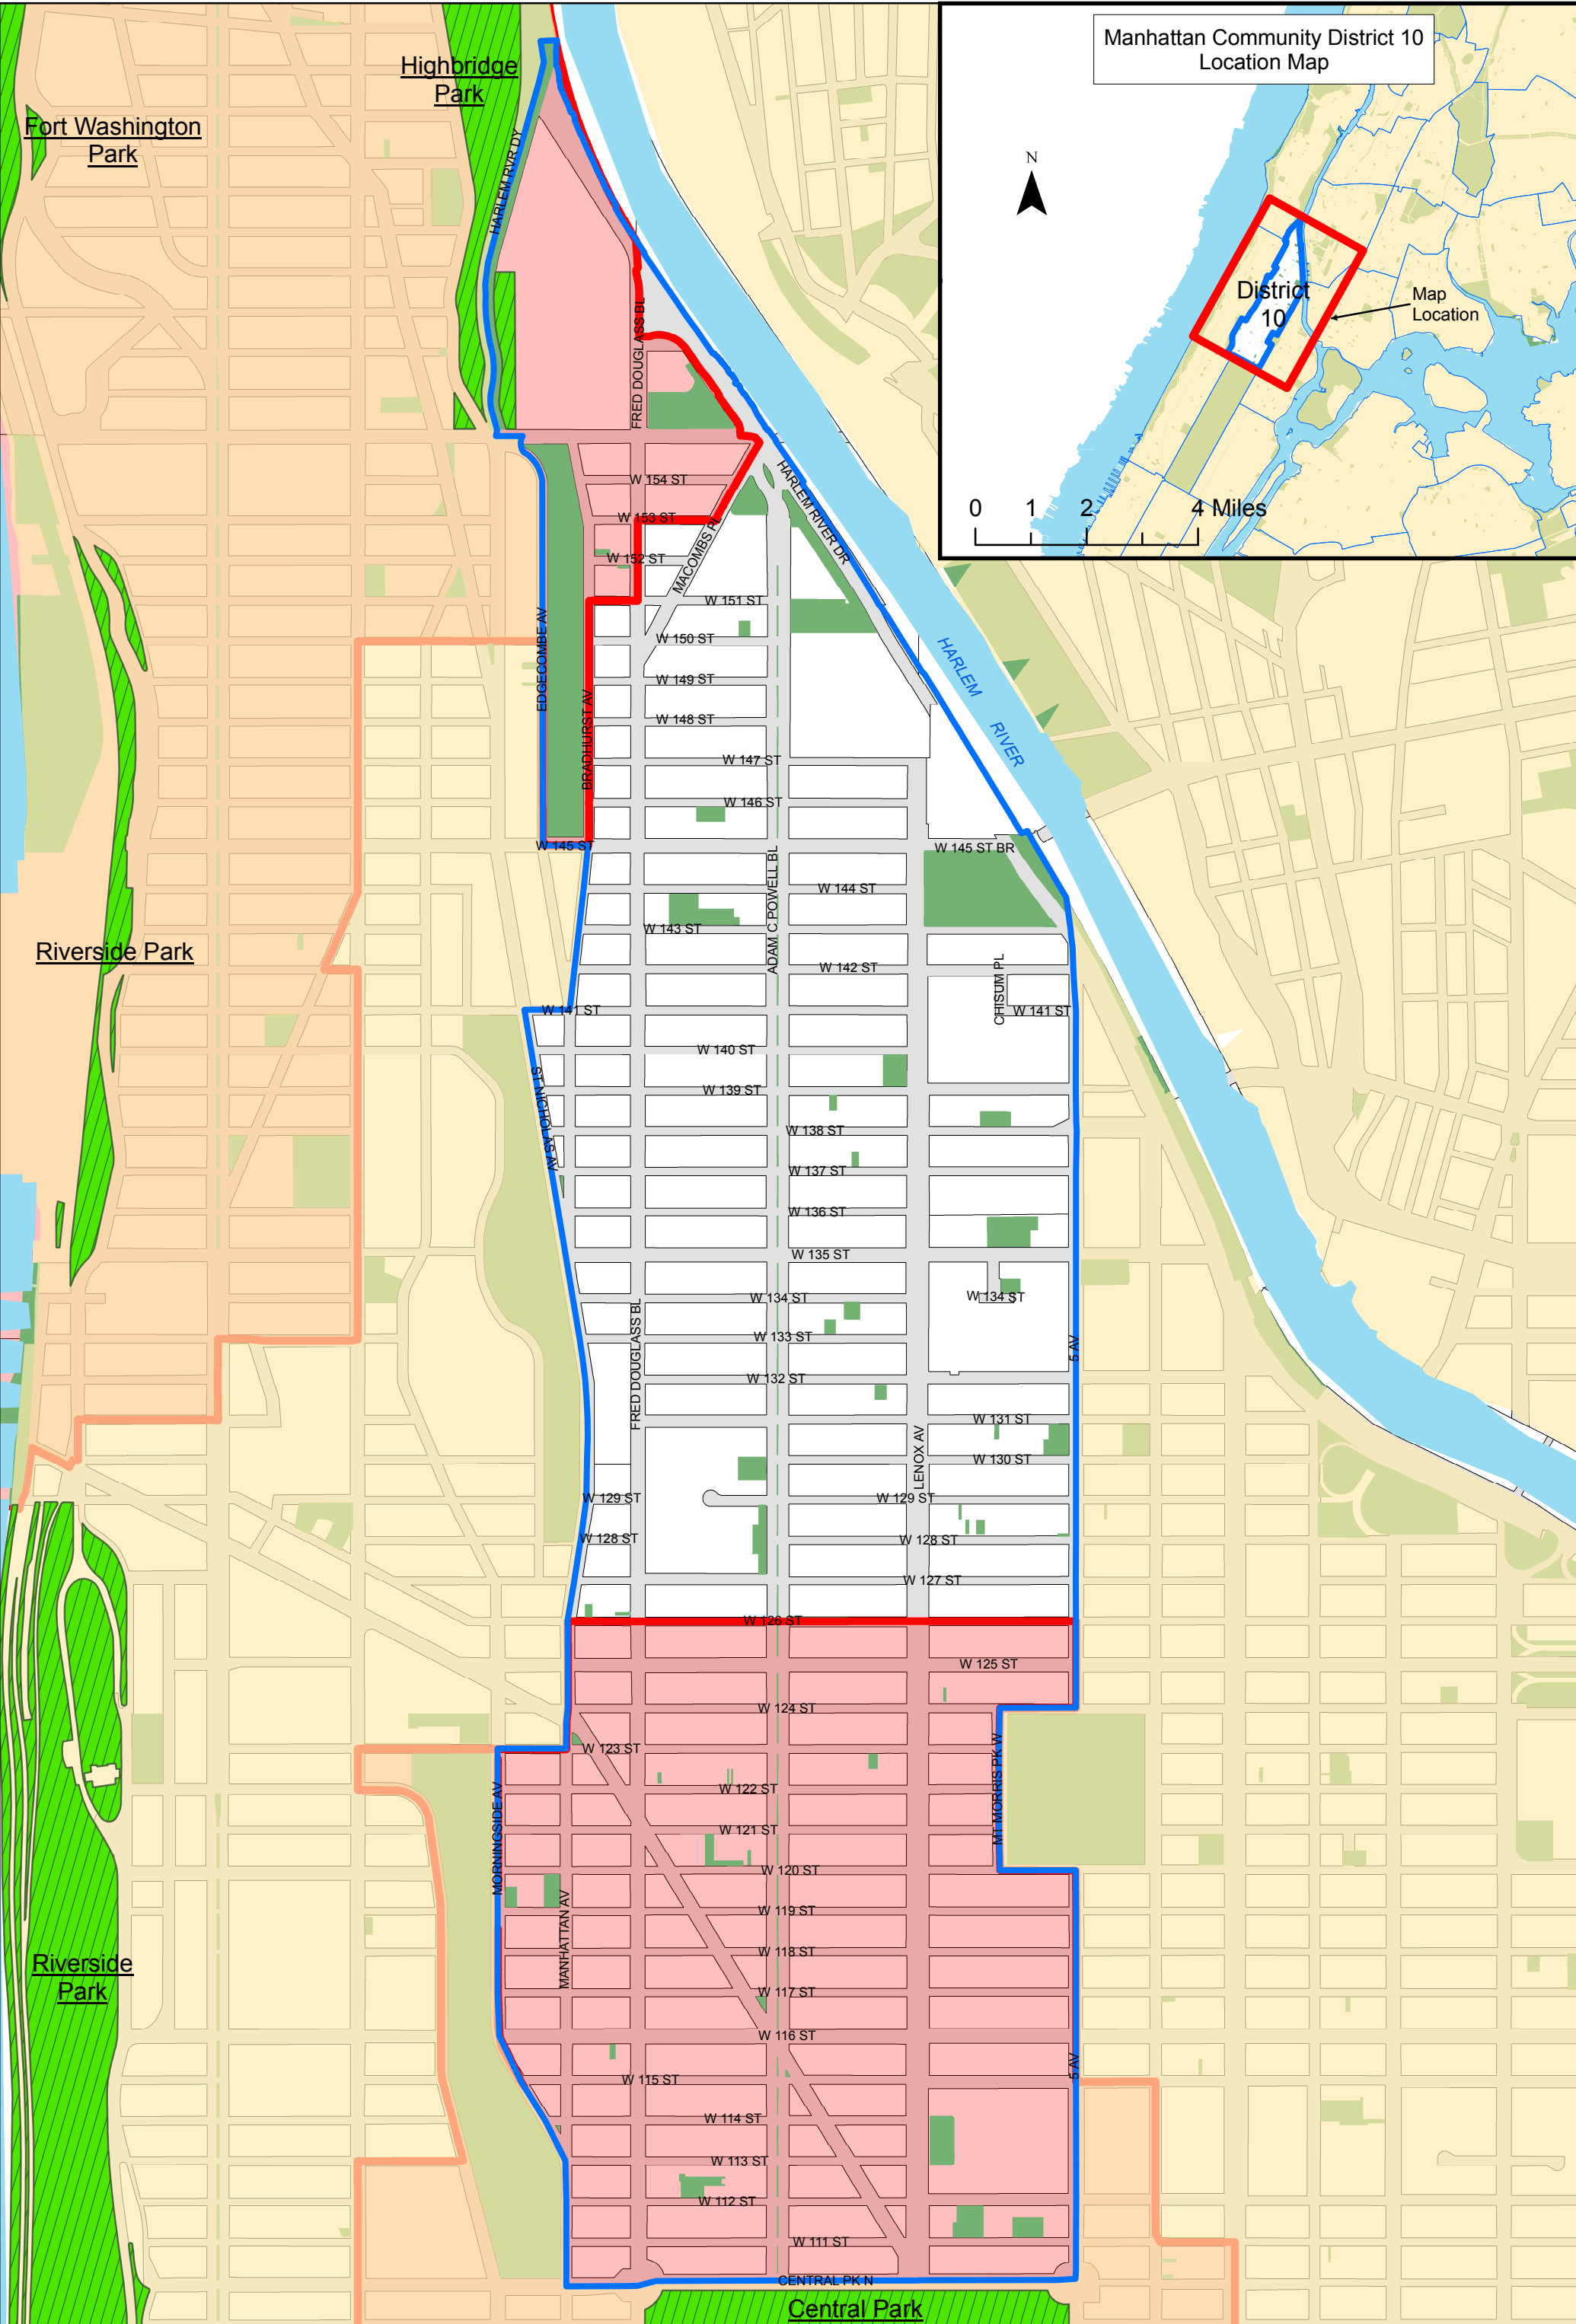 Manhattan Community District 10
Location Map
N
District
10
Map
Location
0 1 2 4 Miles
Highbridge
Park
Fort Washington
Park
HARLEM RVR DY
FRED DOUGLASS BL
W 154 ST
HARLEM RIVER DR
W 153 ST
MACOMBS PL
W 152 ST
W 151 ST
EDGECOMBE AV
W 150 ST
HARLEM
RIVER
BRADHURST AV
W 149 ST
W 148 ST
W 147 ST
W 146 ST
W 145 ST
W 145 ST BR
ADAM C POWELL BL
W 144 ST
W 143 ST
Riverside Park
W 142 ST
CHISUM PL
W 141 ST
W 141 ST
W 140 ST
ST NICHOLAS AV
W 139 ST
W 138 ST
W 137 ST
W 136 ST
W 135 ST
W 134 ST
W 134 ST
FRED DOUGLASS BL
W 133 ST
5 AV
W 132 ST
W 131 ST
LENOX AV
W 130 ST
W 129 ST
W 129 ST
W 128 ST
W 128 ST
W 127 ST
W 126 ST
W 125 ST
W 124 ST
W 123 ST
MT MORRIS PK W
W 122 ST
MORNINGSIDE AV
W 121 ST
W 120 ST
W 119 ST
MANHATTAN AV
W 118 ST
Riverside
Park
W 117 ST
W 116 ST
5 AV
W 115 ST
W 114 ST
W 113 ST
W 112 ST
W 111 ST
CENTRAL PK N
Central Park